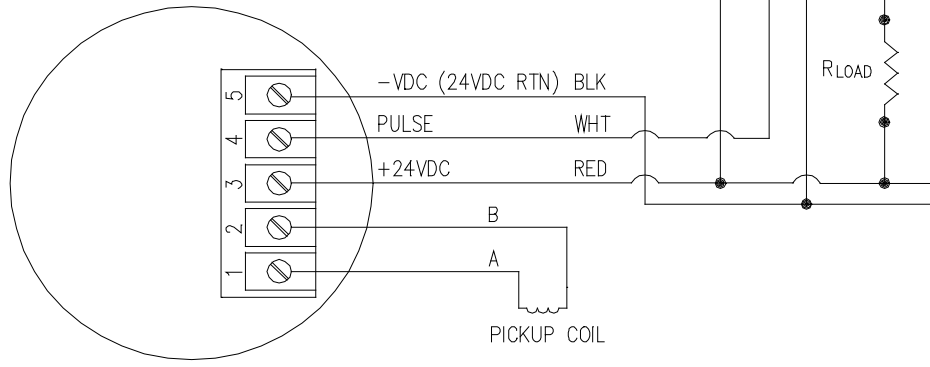 RLOAD
5 -VDC (24VDC RTN) BLK
4 PULSE WHT
3 +24VDC RED
2 B
1 A
PICKUP COIL